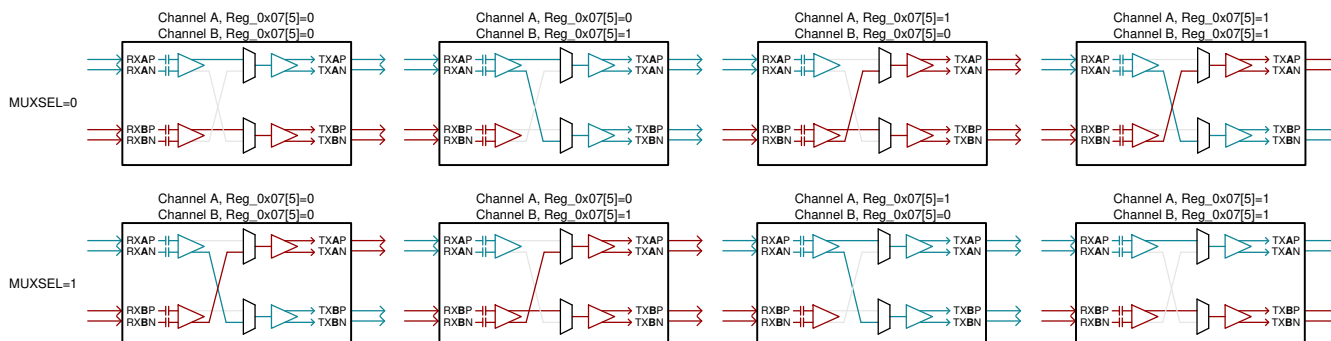 Channel A, Reg_0x07[5]=0
Channel B, Reg_0x07[5]=0
Channel A, Reg_0x07[5]=0
Channel B, Reg_0x07[5]=1
Channel A, Reg_0x07[5]=1
Channel B, Reg_0x07[5]=0
Channel A, Reg_0x07[5]=1
Channel B, Reg_0x07[5]=1
MUXSEL=0
RXAP
RXAN
TXAP
TXAN
RXBP
RXBN
TXBP
TXBN
RXAP
RXAN
TXAP
TXAN
RXBP
RXBN
TXBP
TXBN
RXAP
RXAN
TXAP
TXAN
RXBP
RXBN
TXBP
TXBN
RXAP
RXAN
TXAP
TXAN
RXBP
RXBN
TXBP
TXBN
Channel A, Reg_0x07[5]=0
Channel B, Reg_0x07[5]=0
Channel A, Reg_0x07[5]=0
Channel B, Reg_0x07[5]=1
Channel A, Reg_0x07[5]=1
Channel B, Reg_0x07[5]=0
Channel A, Reg_0x07[5]=1
Channel B, Reg_0x07[5]=1
MUXSEL=1
RXAP
RXAN
TXAP
TXAN
RXBP
RXBN
TXBP
TXBN
RXAP
RXAN
TXAP
TXAN
RXBP
RXBN
TXBP
TXBN
RXAP
RXAN
TXAP
TXAN
RXBP
RXBN
TXBP
TXBN
RXAP
RXAN
TXAP
TXAN
RXBP
RXBN
TXBP
TXBN